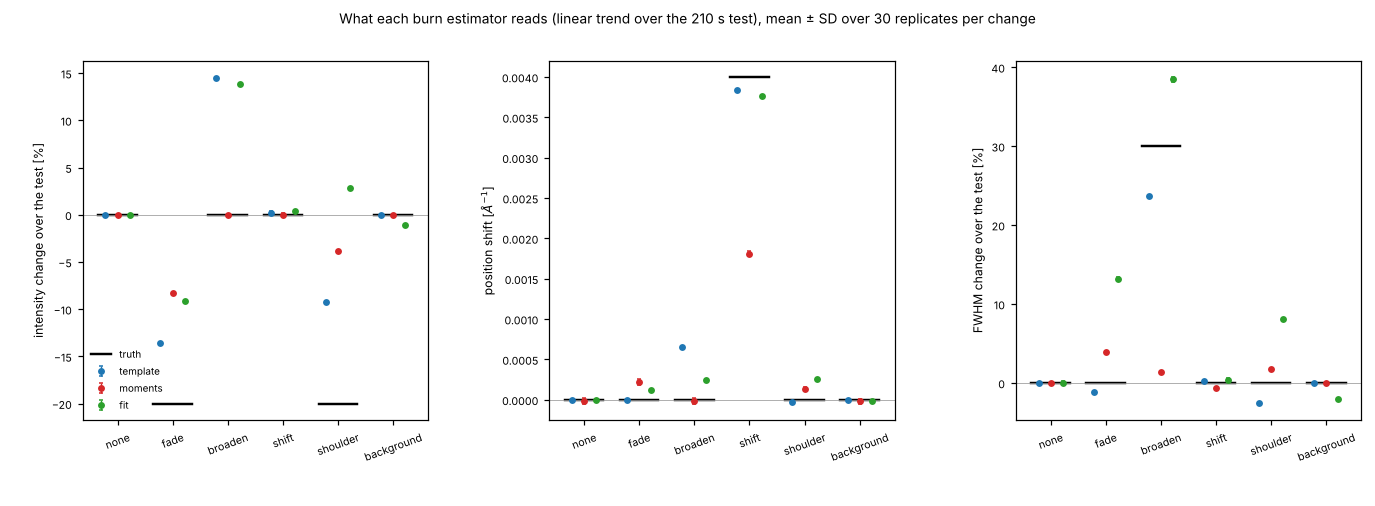 What each burn estimator reads (linear trend over the 210 s test), mean ± SD over 30 replicates per change
intensity change over the test [%]
15
10
5
0
−5
−10
−15
−20
truth
template
moments
fit
none
fade
broaden
shift
shoulder
background
position shift [Å⁻¹]
0.0040
0.0035
0.0030
0.0025
0.0020
0.0015
0.0010
0.0005
0.0000
none
fade
broaden
shift
shoulder
background
FWHM change over the test [%]
40
30
20
10
0
none
fade
broaden
shift
shoulder
background